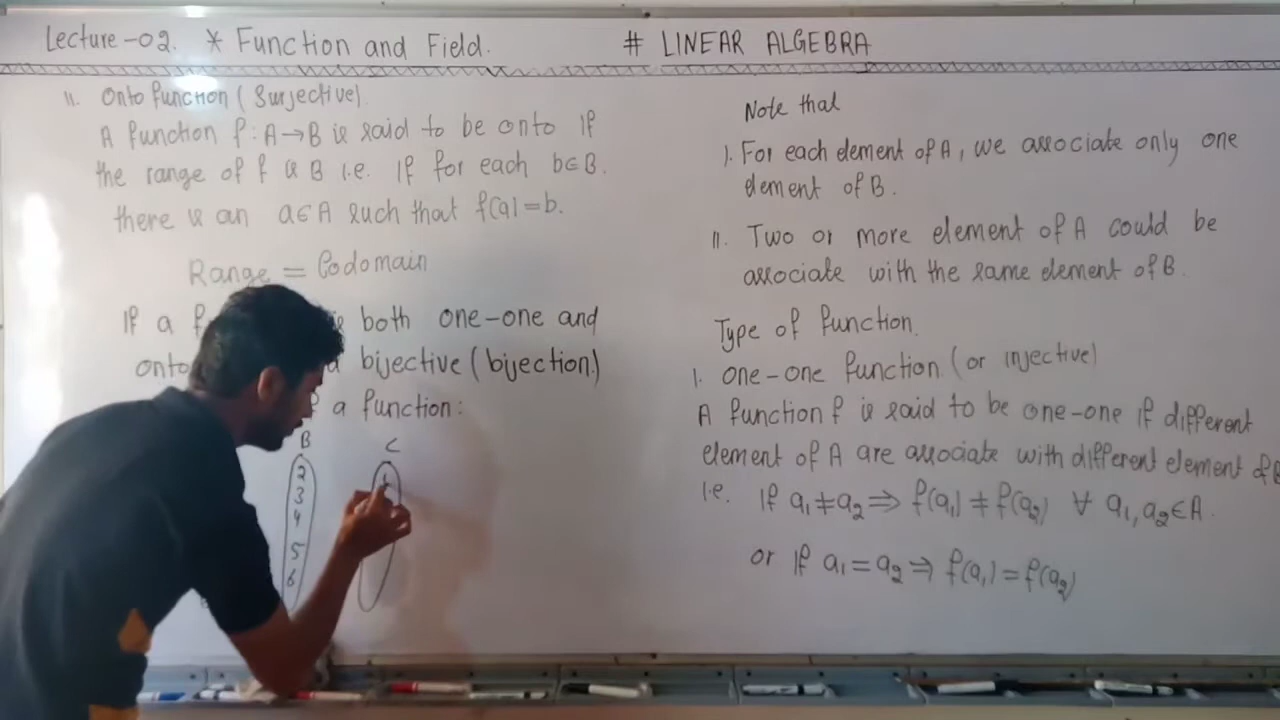 Lecture-02. * Function and Field. # LINEAR ALGEBRA
II. Onto function (Surjective)
A function f: A→B is said to be onto if
the range of f is B i.e. If for each b∈B.
there is an a∈A such that f(a)=b.
Range = Codomain
If a both one-one and
onto bijective (bijection)
a function:
B C
2
3
4
5
6
Note that
I. For each element of A, we associate only one
element of B.
II. Two or more element of A could be
associate with the same element of B.
Type of function.
I. One-One function (or injective)
A function f is said to be one-one if different
element of A are associate with different element of B
i.e. If a₁≠a₂ ⇒ f(a₁) ≠ f(a₂) ∀ a₁,a₂∈A.
or If a₁=a₂ ⇒ f(a₁)=f(a₂)